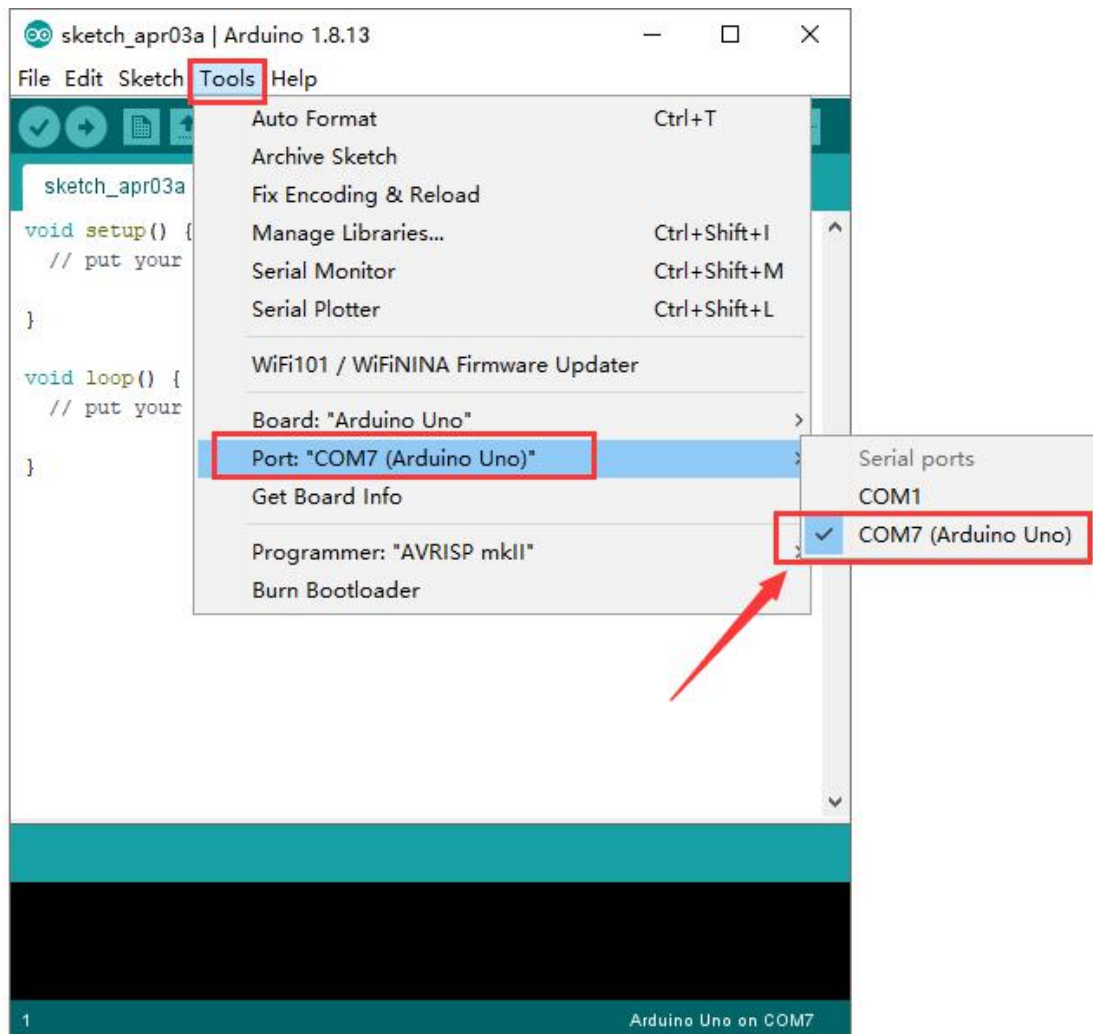 sketch_apr03a | Arduino 1.8.13
File Edit Sketch Tools Help
sketch_apr03a
void setup() {
// put your
}
void loop() {
// put your
}
Auto Format Ctrl+T
Archive Sketch
Fix Encoding & Reload
Manage Libraries... Ctrl+Shift+I
Serial Monitor Ctrl+Shift+M
Serial Plotter Ctrl+Shift+L
WiFi101 / WiFiNINA Firmware Updater
Board: "Arduino Uno"
Port: "COM7 (Arduino Uno)"
Get Board Info
Programmer: "AVRISP mkII"
Burn Bootloader
Serial ports
COM1
COM7 (Arduino Uno)
1 Arduino Uno on COM7